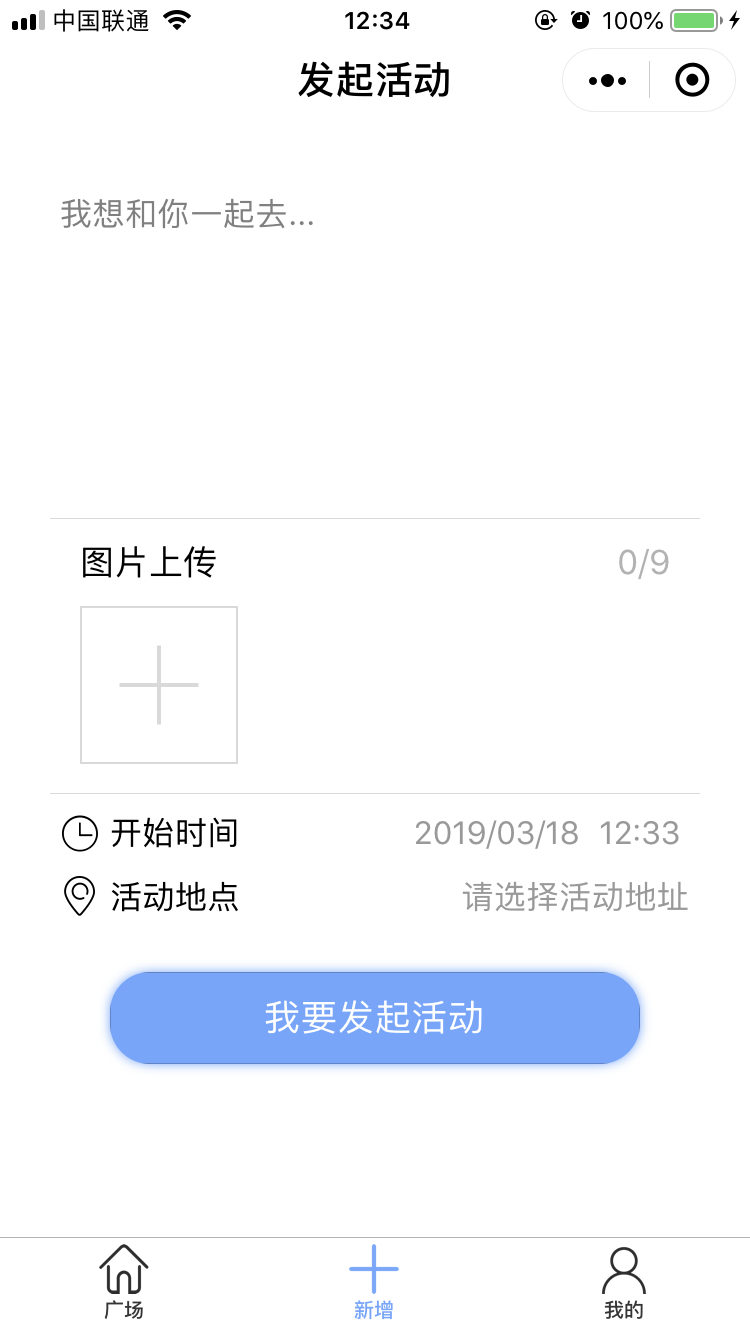 中国联通 12:34 100%
发起活动
我想和你一起去...
图片上传 0/9
开始时间 2019/03/18 12:33
活动地点 请选择活动地址
我要发起活动
广场 新增 我的